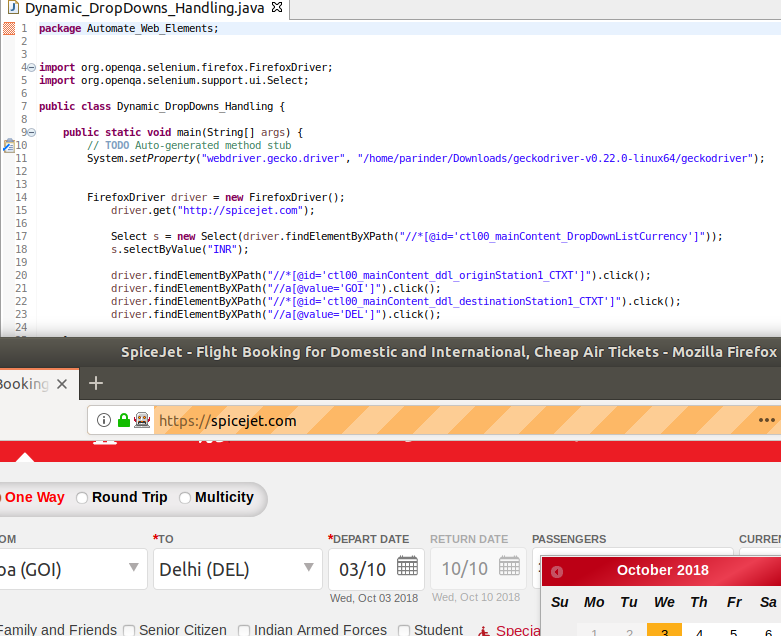 Dynamic_DropDowns_Handling.java
1 package Automate_Web_Elements;
2
3
4 import org.openqa.selenium.firefox.FirefoxDriver;
5 import org.openqa.selenium.support.ui.Select;
6
7 public class Dynamic_DropDowns_Handling {
8
9 public static void main(String[] args) {
10 // TODO Auto-generated method stub
11 System.setProperty("webdriver.gecko.driver", "/home/parinder/Downloads/geckodriver-v0.22.0-linux64/geckodriver");
12
13
14 FirefoxDriver driver = new FirefoxDriver();
15 driver.get("http://spicejet.com");
16
17 Select s = new Select(driver.findElementByXPath("//*[@id='ctl00_mainContent_DropDownListCurrency']"));
18 s.selectByValue("INR");
19
20 driver.findElementByXPath("//*[@id='ctl00_mainContent_ddl_originStation1_CTXT']").click();
21 driver.findElementByXPath("//a[@value='GOI']").click();
22 driver.findElementByXPath("//*[@id='ctl00_mainContent_ddl_destinationStation1_CTXT']").click();
23 driver.findElementByXPath("//a[@value='DEL']").click();
24
SpiceJet - Flight Booking for Domestic and International, Cheap Air Tickets - Mozilla Firefox
Booking
https://spicejet.com
One Way Round Trip Multicity
OM *TO *DEPART DATE RETURN DATE PASSENGERS CURREN
oa (GOI) Delhi (DEL) 03/10 10/10
October 2018
Wed, Oct 03 2018 Wed, Oct 10 2018
Su Mo Tu We Th Fr Sa
Family and Friends Senior Citizen Indian Armed Forces Student Specia
1 2 3 4 5 6